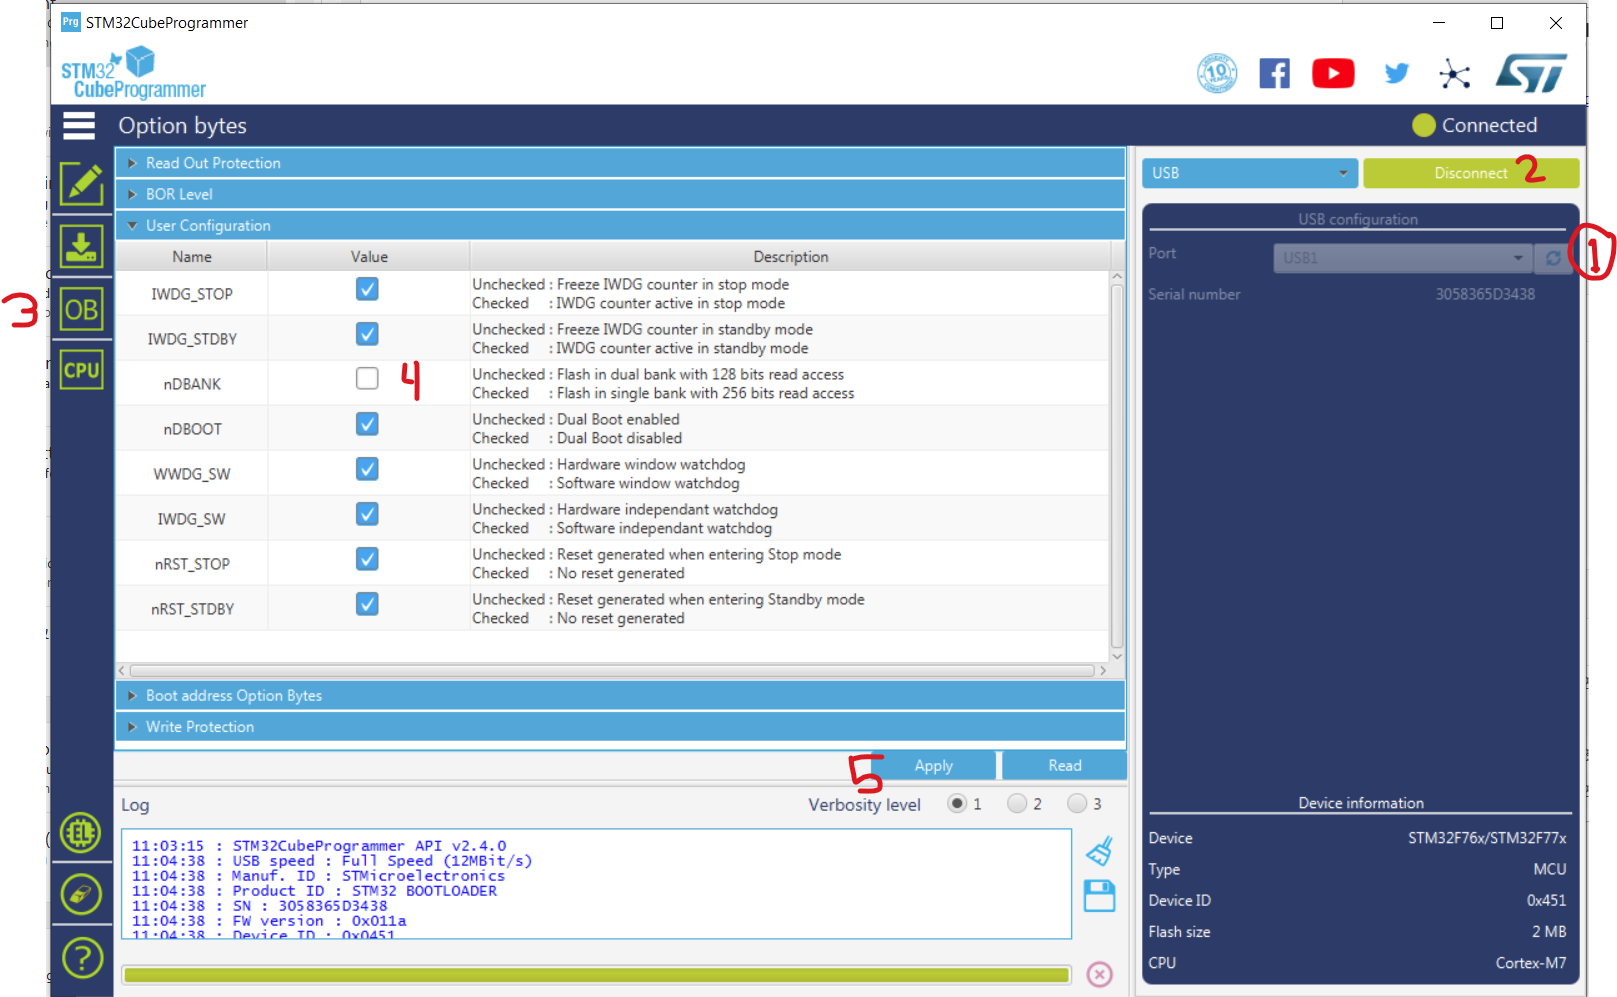 Prg STM32CubeProgrammer
STM32
CubeProgrammer
10
ST
Option bytes
Connected
Read Out Protection
BOR Level
User Configuration
Name Value Description
IWDG_STOP
Unchecked : Freeze IWDG counter in stop mode
Checked : IWDG counter active in stop mode
IWDG_STDBY
Unchecked : Freeze IWDG counter in standby mode
Checked : IWDG counter active in standby mode
nDBANK
4
Unchecked : Flash in dual bank with 128 bits read access
Checked : Flash in single bank with 256 bits read access
nDBOOT
Unchecked : Dual Boot enabled
Checked : Dual Boot disabled
WWDG_SW
Unchecked : Hardware window watchdog
Checked : Software window watchdog
IWDG_SW
Unchecked : Hardware independant watchdog
Checked : Software independant watchdog
nRST_STOP
Unchecked : Reset generated when entering Stop mode
Checked : No reset generated
nRST_STDBY
Unchecked : Reset generated when entering Standby mode
Checked : No reset generated
Boot address Option Bytes
Write Protection
5
Apply Read
3
OB
CPU
Log
Verbosity level 1 2 3
11:03:15 : STM32CubeProgrammer API v2.4.0
11:04:38 : USB speed : Full Speed (12MBit/s)
11:04:38 : Manuf. ID : STMicroelectronics
11:04:38 : Product ID : STM32 BOOTLOADER
11:04:38 : SN : 3058365D3438
11:04:38 : FW version : 0x011a
11:04:38 : Device ID : 0x0451
USB
Disconnect 2
USB configuration
Port USB1
1
Serial number 3058365D3438
Device information
Device STM32F76x/STM32F77x
Type MCU
Device ID 0x451
Flash size 2 MB
CPU Cortex-M7
EL
?